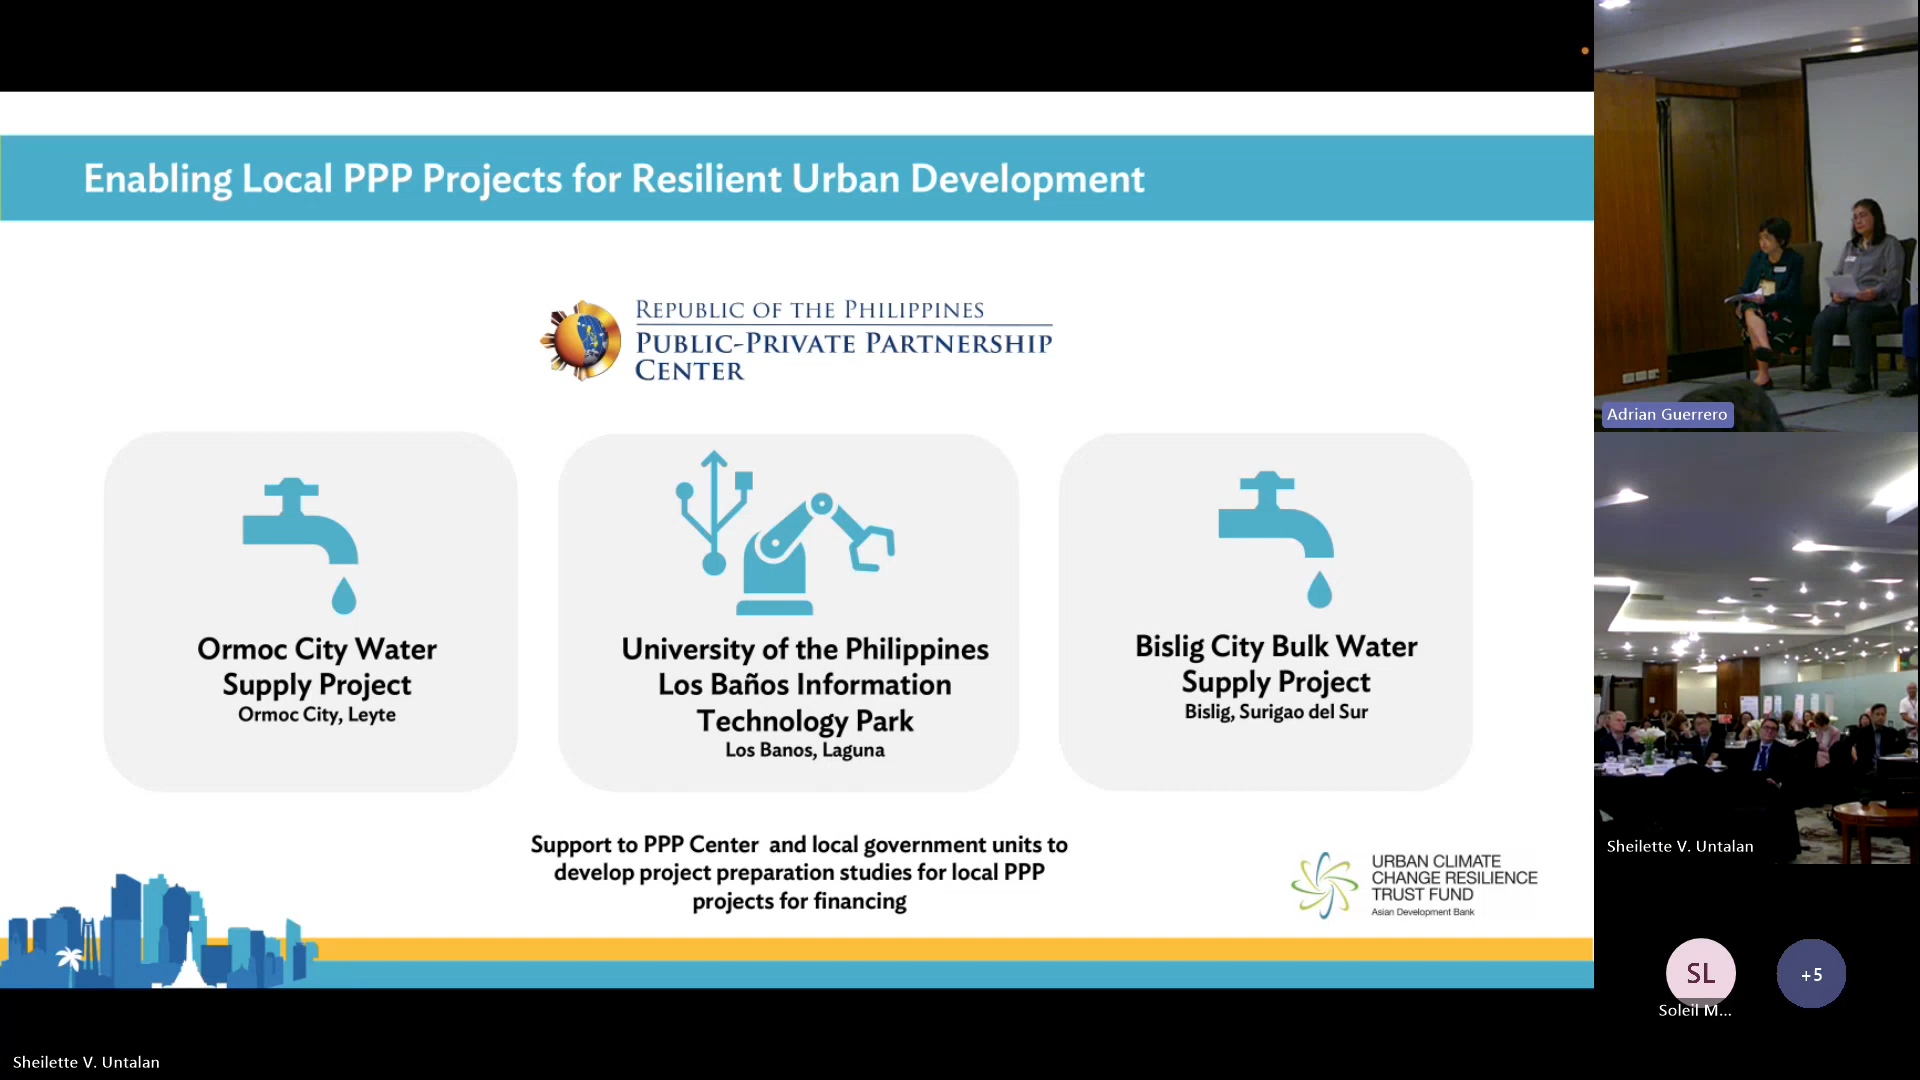 Enabling Local PPP Projects for Resilient Urban Development
REPUBLIC OF THE PHILIPPINES
PUBLIC-PRIVATE PARTNERSHIP
CENTER
Ormoc City Water
Supply Project
Ormoc City, Leyte
University of the Philippines
Los Baños Information
Technology Park
Los Banos, Laguna
Bislig City Bulk Water
Supply Project
Bislig, Surigao del Sur
Support to PPP Center and local government units to
develop project preparation studies for local PPP
projects for financing
URBAN CLIMATE
CHANGE RESILIENCE
TRUST FUND
Asian Development Bank
Adrian Guerrero
Sheilette V. Untalan
SL
Soleil M...
+5
Sheilette V. Untalan